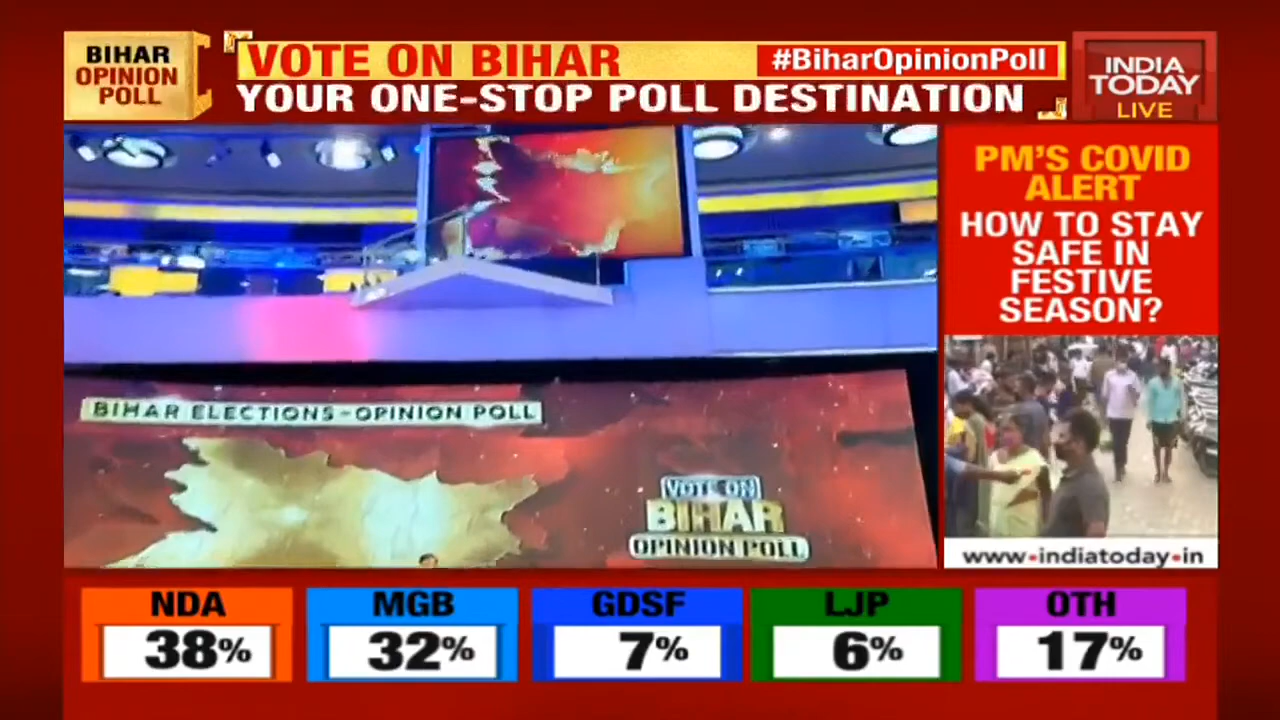 BIHAR
OPINION
POLL
VOTE ON BIHAR
#BiharOpinionPoll
YOUR ONE-STOP POLL DESTINATION
INDIA
TODAY
LIVE
PM'S COVID
ALERT
HOW TO STAY
SAFE IN
FESTIVE
SEASON?
BIHAR ELECTIONS-OPINION POLL
VOTE ON
BIHAR
OPINION POLL
www.indiatoday.in
NDA
38%
MGB
32%
GDSF
7%
LJP
6%
OTH
17%